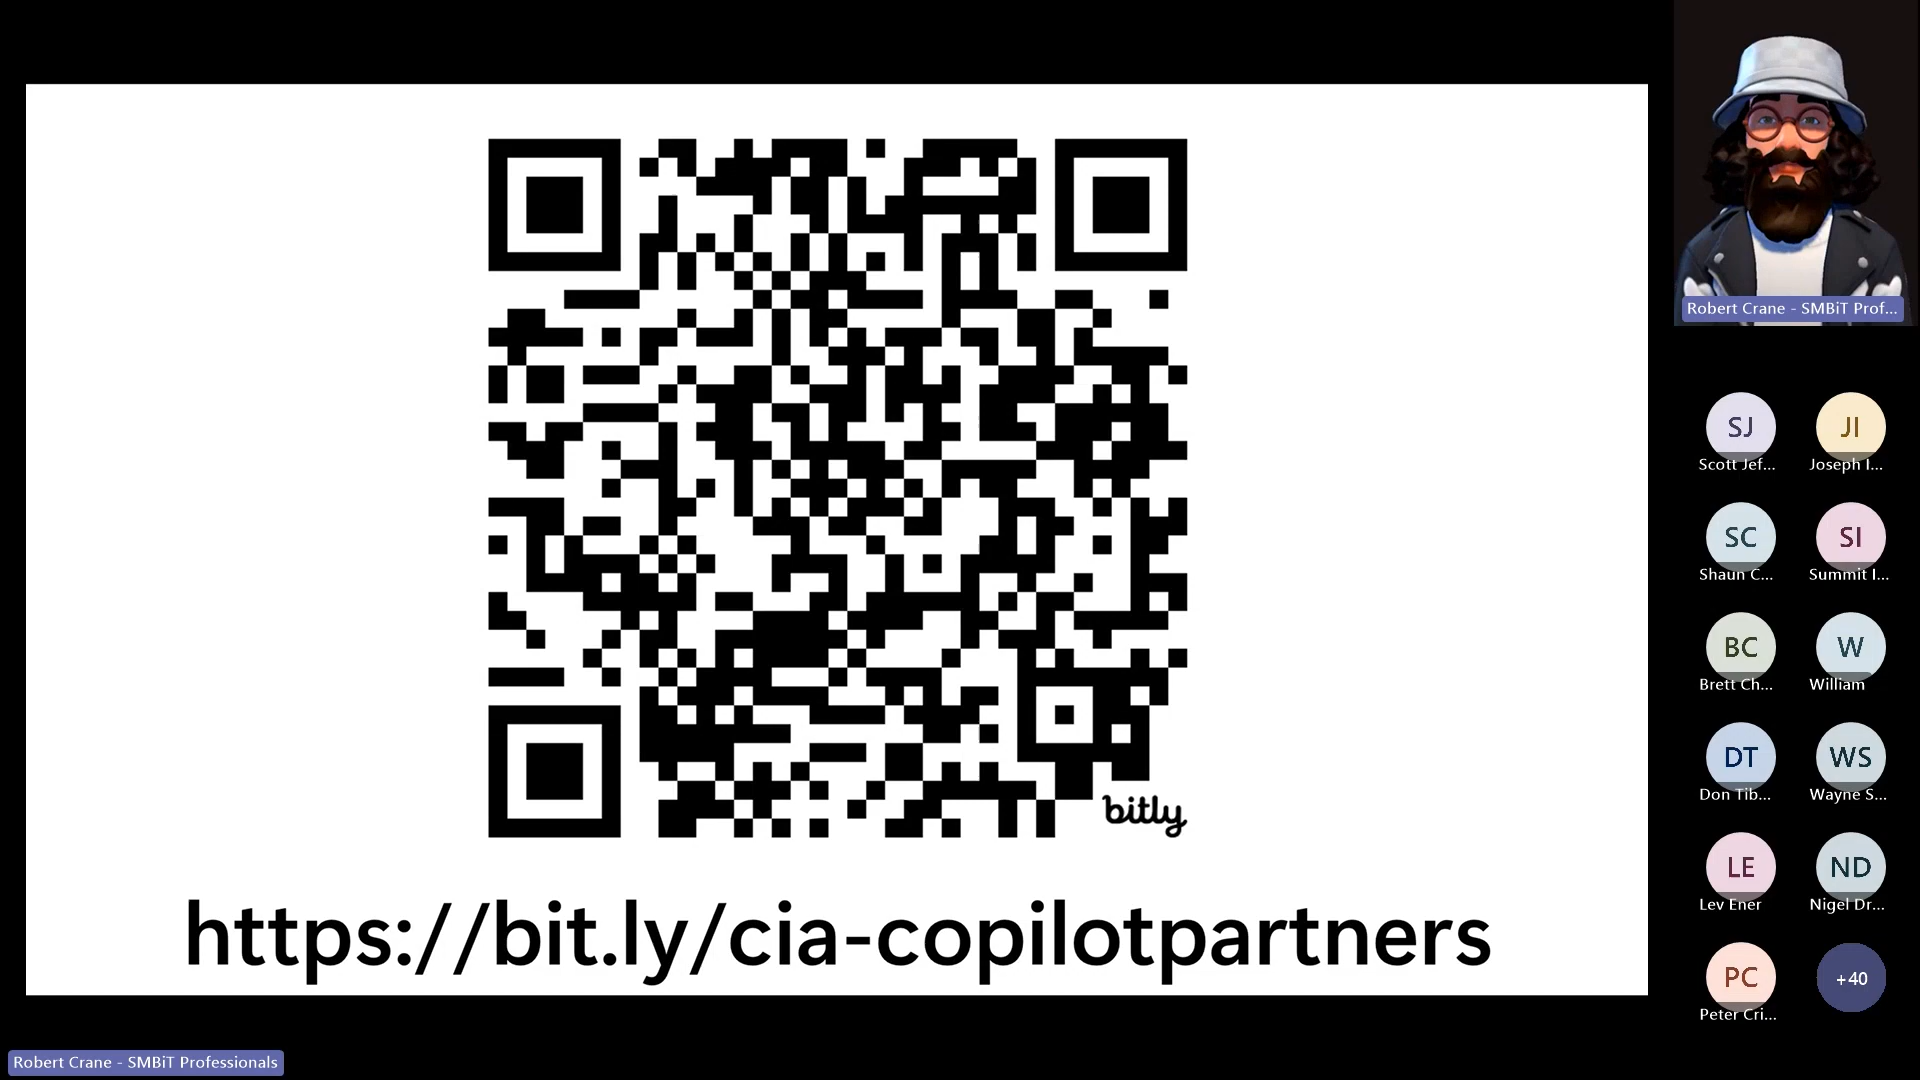 bitly
https://bit.ly/cia-copilotpartners
Robert Crane - SMBiT Prof...
SJ
Scott Jef...
JI
Joseph I...
SC
Shaun C...
SI
Summit I...
BC
Brett Ch...
W
William
DT
Don Tib...
WS
Wayne S...
LE
Lev Ener
ND
Nigel Dr...
PC
Peter Cri...
+40
Robert Crane - SMBiT Professionals